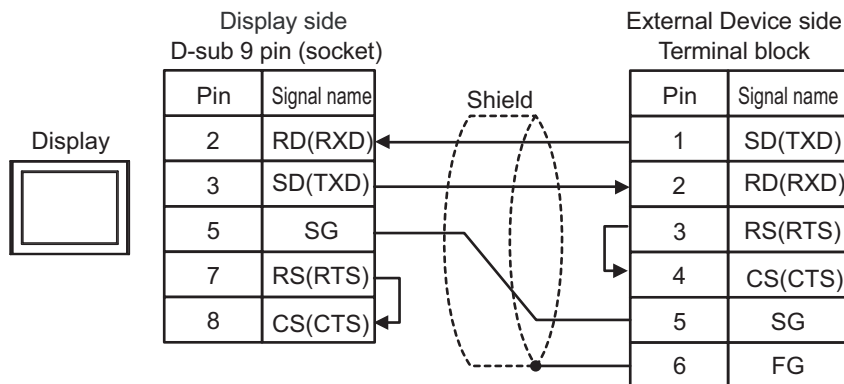 Display side
D-sub 9 pin (socket)
External Device side
Terminal block
Display
Shield
Pin Signal name
2 RD(RXD)
3 SD(TXD)
5 SG
7 RS(RTS)
8 CS(CTS)
Pin Signal name
1 SD(TXD)
2 RD(RXD)
3 RS(RTS)
4 CS(CTS)
5 SG
6 FG